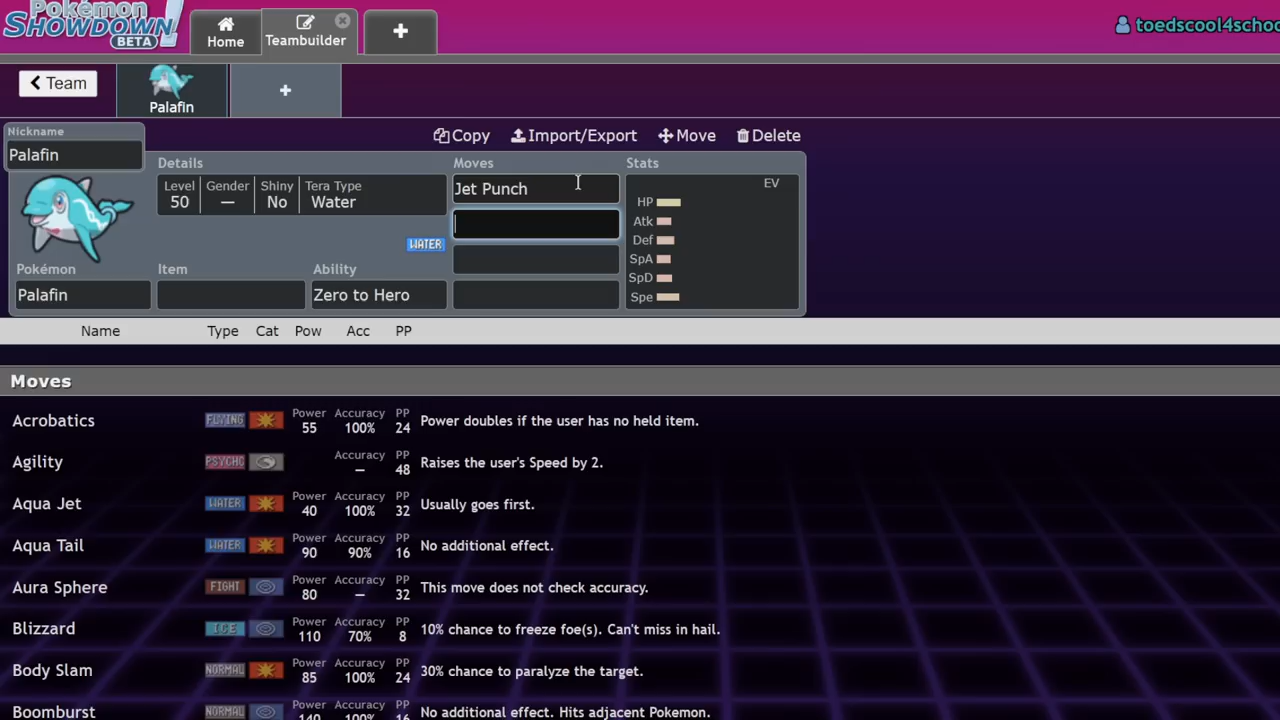 Pokémon
SHOWDOWN!
BETA
Home
Teambuilder
+
toedscool4schoo
Team
Palafin
+
Nickname
Palafin
Copy Import/Export Move Delete
Details Moves Stats
Level Gender Shiny Tera Type
50 — No Water
Jet Punch
EV
HP
Atk
Def
SpA
SpD
Spe
WATER
Pokémon Item Ability
Palafin Zero to Hero
Name Type Cat Pow Acc PP
Moves
Acrobatics FLYING Power 55 Accuracy 100% PP 24 Power doubles if the user has no held item.
Agility PSYCHC Accuracy — PP 48 Raises the user's Speed by 2.
Aqua Jet WATER Power 40 Accuracy 100% PP 32 Usually goes first.
Aqua Tail WATER Power 90 Accuracy 90% PP 16 No additional effect.
Aura Sphere FIGHT Power 80 Accuracy — PP 32 This move does not check accuracy.
Blizzard ICE Power 110 Accuracy 70% PP 8 10% chance to freeze foe(s). Can't miss in hail.
Body Slam NORMAL Power 85 Accuracy 100% PP 24 30% chance to paralyze the target.
Boomburst NORMAL Power 140 Accuracy 100% PP 16 No additional effect. Hits adjacent Pokemon.